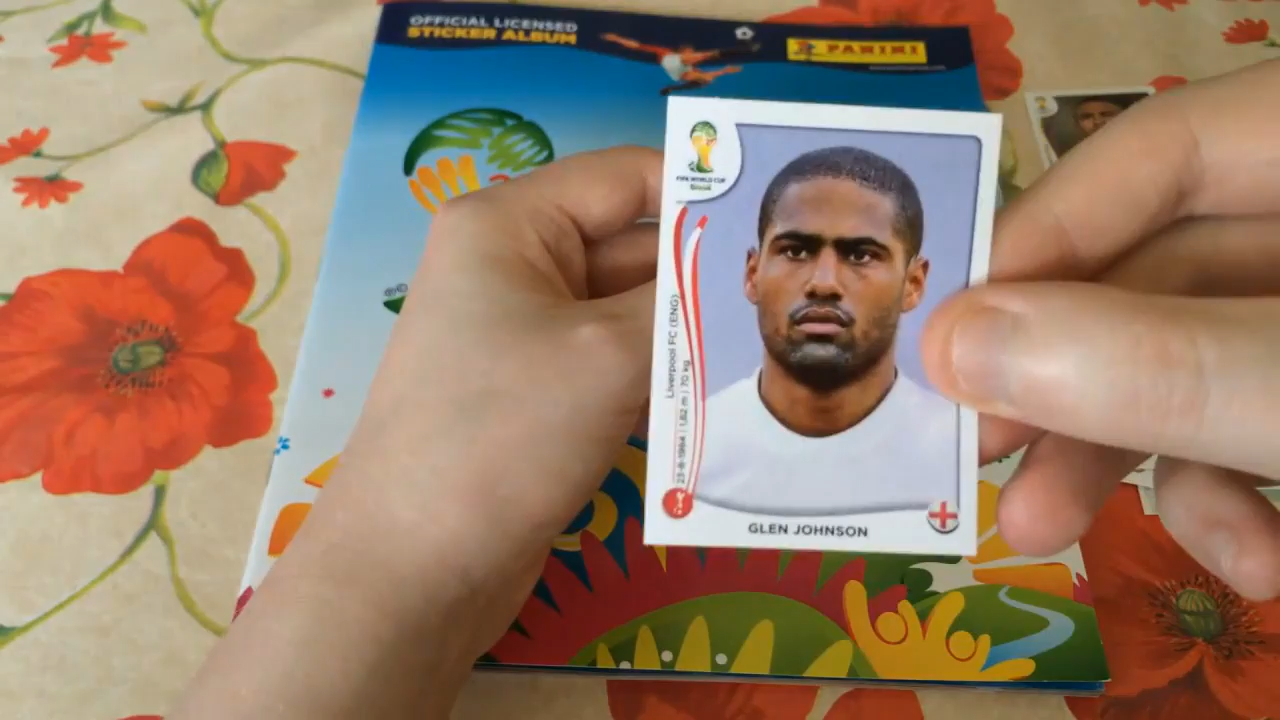 OFFICIAL LICENSED
STICKER ALBUM
PANINI
FIFA WORLD CUP
Brasil
Liverpool FC (ENG)
23-8-1984 | 1,82 m | 70 kg
GLEN JOHNSON